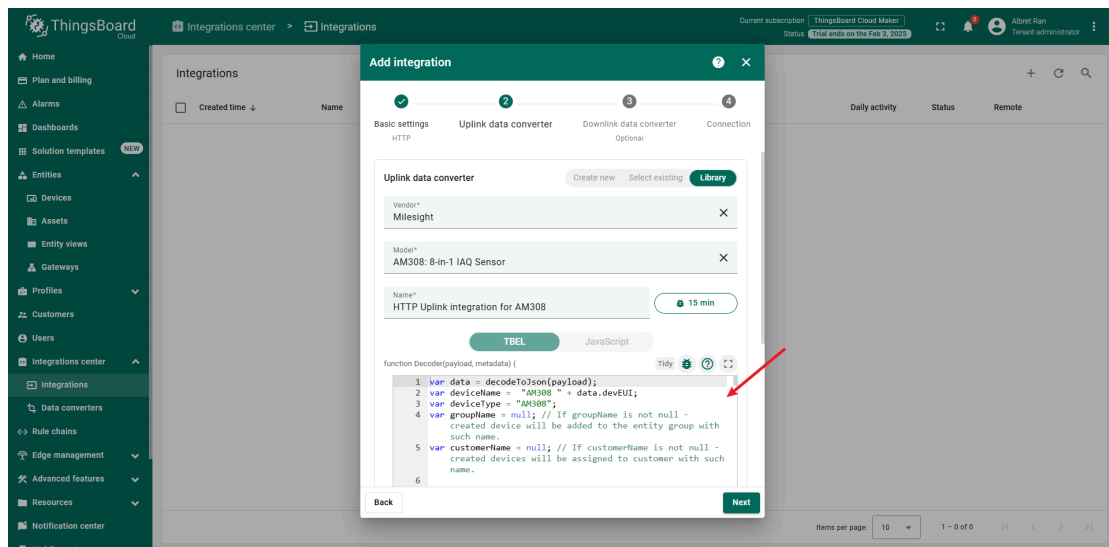 ThingsBoard
Cloud
Integrations center > Integrations
Current subscription ThingsBoard Cloud Maker
Status Trial ends on the Feb 3, 2025
Albret Ran
Tenant administrator
Home
Plan and billing
Alarms
Dashboards
Solution templates NEW
Entities
Devices
Assets
Entity views
Gateways
Profiles
Customers
Users
Integrations center
Integrations
Data converters
Rule chains
Edge management
Advanced features
Resources
Notification center
Integrations
Created time
Name
Daily activity
Status
Remote
Add integration
2
3
4
Basic settings
HTTP
Uplink data converter
Downlink data converter
Optional
Connection
Uplink data converter
Create new
Select existing
Library
Vendor*
Milesight
Model*
AM308: 8-in-1 IAQ Sensor
Name*
HTTP Uplink integration for AM308
15 min
TBEL
JavaScript
function Decoder(payload, metadata) {
Tidy
1 var data = decodeToJson(payload);
2 var deviceName = "AM308 " + data.devEUI;
3 var deviceType = "AM308";
4 var groupName = null; // If groupName is not null -
created device will be added to the entity group with
such name.
5 var customerName = null; // If customerName is not null -
created devices will be assigned to customer with such
name.
6
Back
Next
Items per page: 10
1 – 0 of 0